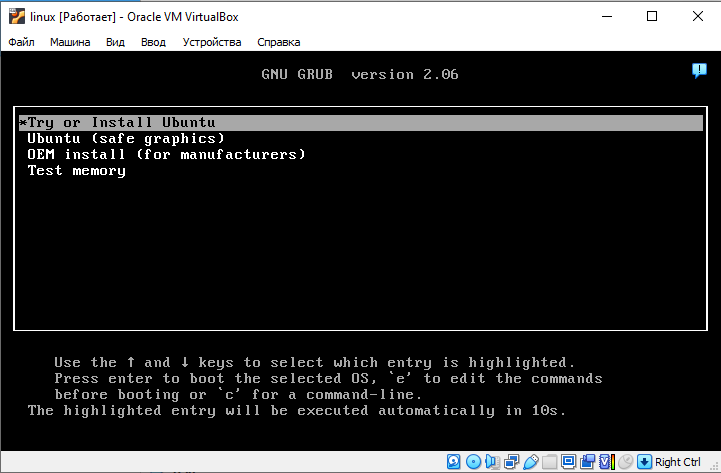 linux [Работает] - Oracle VM VirtualBox
Файл Машина Вид Ввод Устройства Справка
GNU GRUB version 2.06
*Try or Install Ubuntu
Ubuntu (safe graphics)
OEM install (for manufacturers)
Test memory
Use the ↑ and ↓ keys to select which entry is highlighted.
Press enter to boot the selected OS, `e' to edit the commands
before booting or `c' for a command-line.
The highlighted entry will be executed automatically in 10s.
Right Ctrl